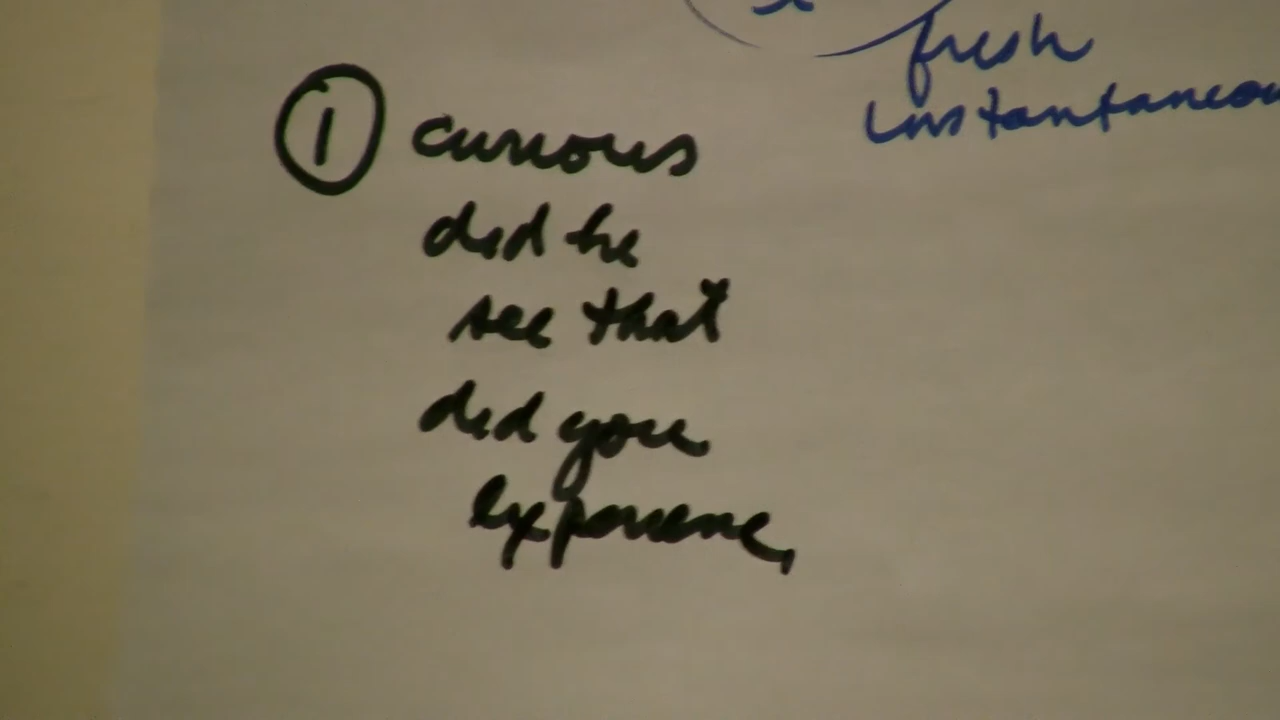 fresh
instantaneou
① curious
did he
see that
did you
experience,